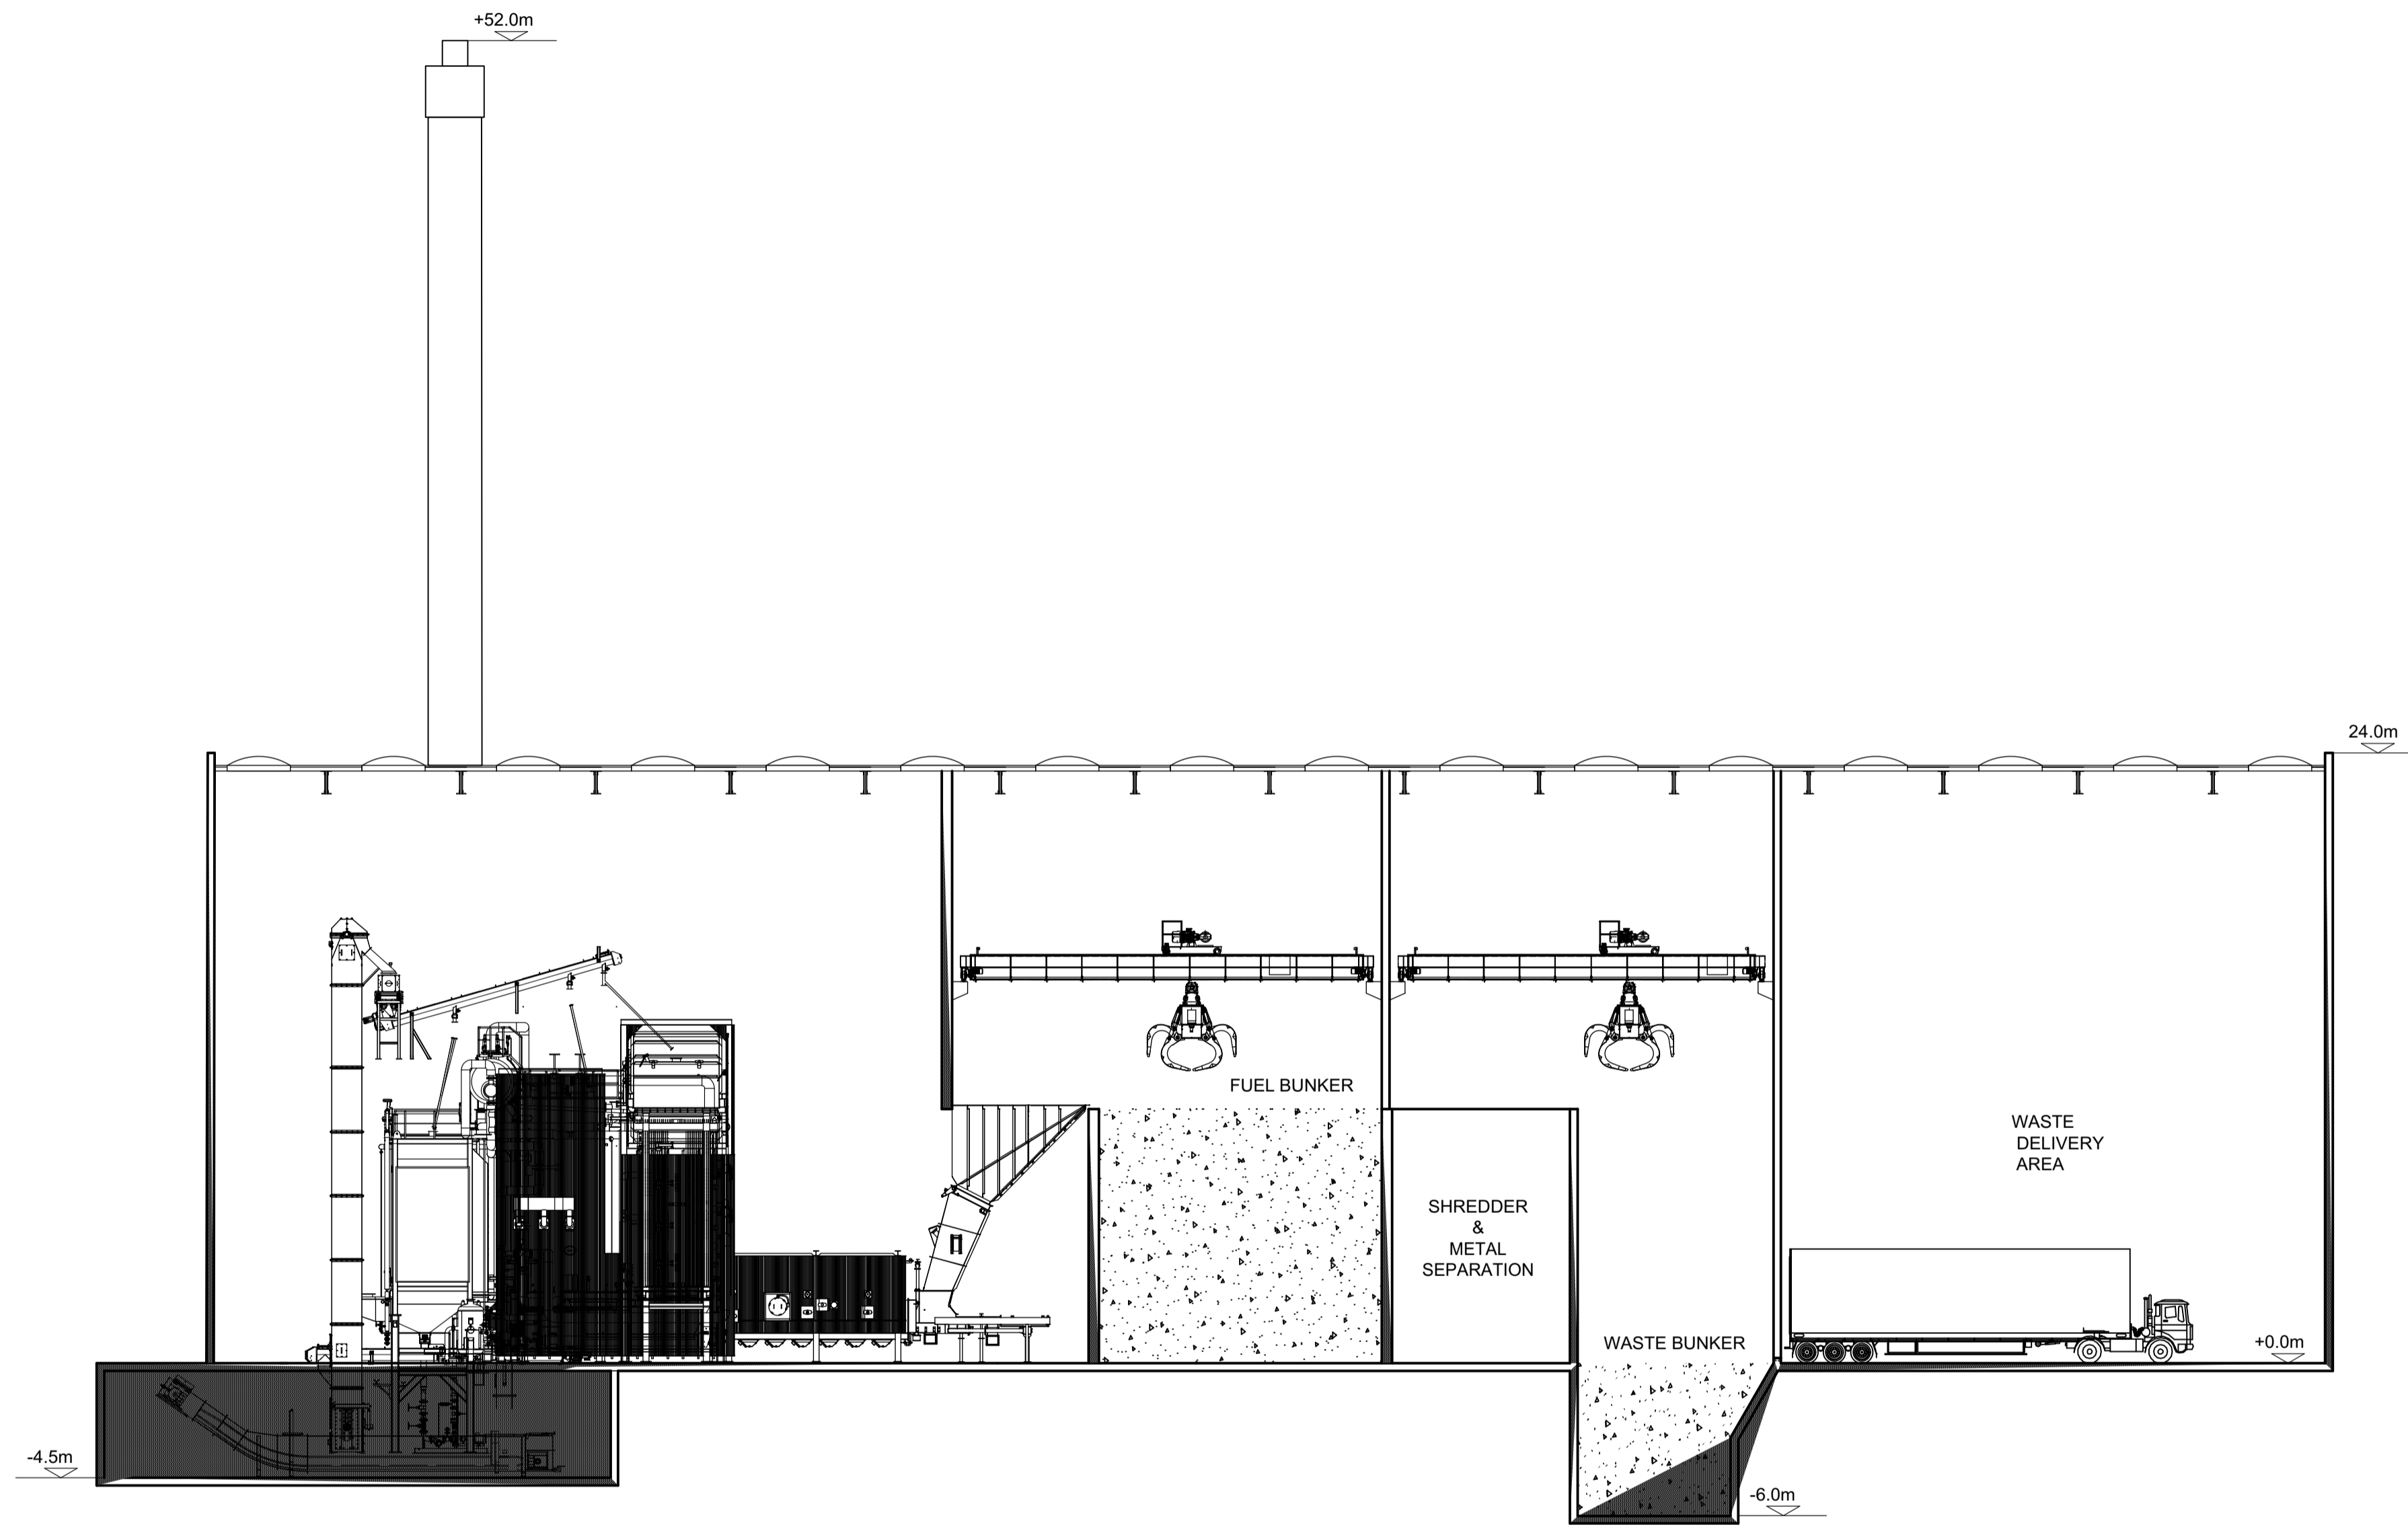 +52.0m
24.0m
FUEL BUNKER
WASTE
DELIVERY
AREA
SHREDDER
&
METAL
SEPARATION
WASTE BUNKER
+0.0m
-4.5m
-6.0m